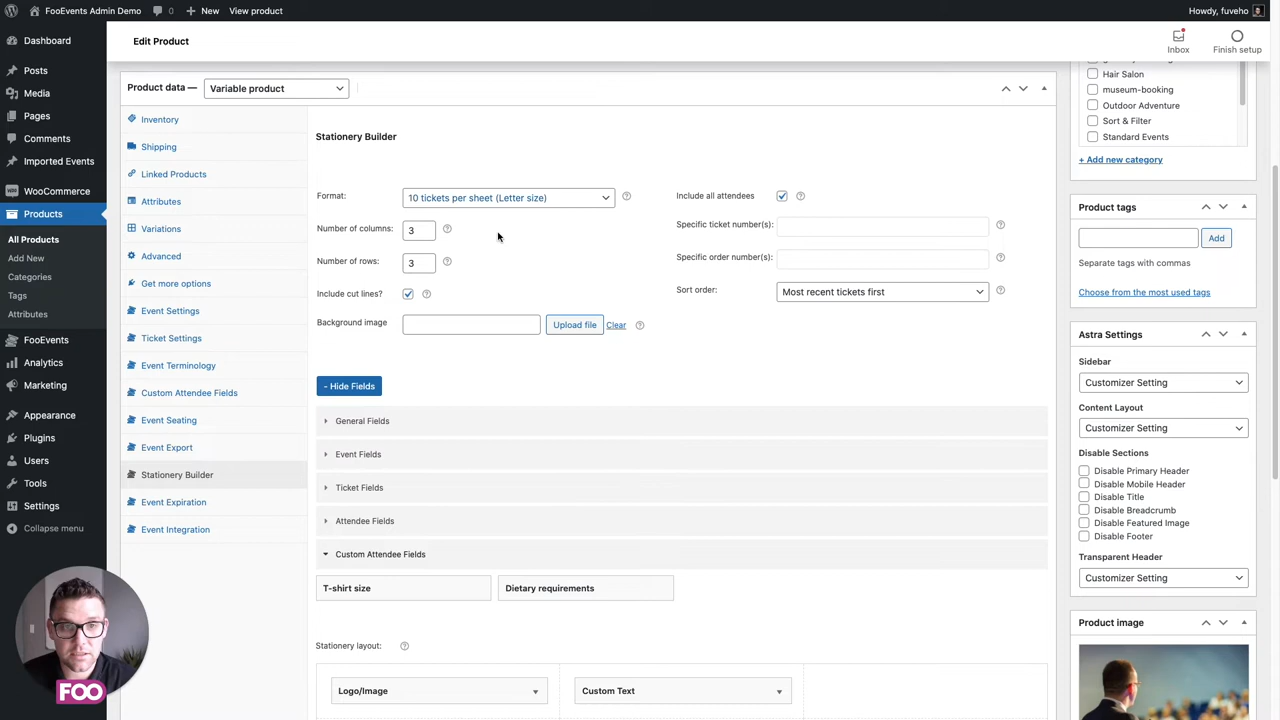 FooEvents Admin Demo
0
New
View product
Howdy, fuveho
Dashboard
Posts
Media
Pages
Comments
Imported Events
WooCommerce
Products
All Products
Add New
Categories
Tags
Attributes
FooEvents
Analytics
Marketing
Appearance
Plugins
Users
Tools
Settings
Collapse menu
FOO
Edit Product
Inbox
Finish setup
Product data — Variable product
Inventory
Shipping
Linked Products
Attributes
Variations
Advanced
Get more options
Event Settings
Ticket Settings
Event Terminology
Custom Attendee Fields
Event Seating
Event Export
Stationery Builder
Event Expiration
Event Integration
Stationery Builder
Format: 10 tickets per sheet (Letter size)
Number of columns: 3
Number of rows: 3
Include cut lines?
Background image Upload file Clear
Include all attendees
Specific ticket number(s):
Specific order number(s):
Sort order: Most recent tickets first
- Hide Fields
General Fields
Event Fields
Ticket Fields
Attendee Fields
Custom Attendee Fields
T-shirt size
Dietary requirements
Stationery layout:
Logo/Image
Custom Text
Hair Salon
museum-booking
Outdoor Adventure
Sort & Filter
Standard Events
+ Add new category
Product tags
Add
Separate tags with commas
Choose from the most used tags
Astra Settings
Sidebar
Customizer Setting
Content Layout
Customizer Setting
Disable Sections
Disable Primary Header
Disable Mobile Header
Disable Title
Disable Breadcrumb
Disable Featured Image
Disable Footer
Transparent Header
Customizer Setting
Product image